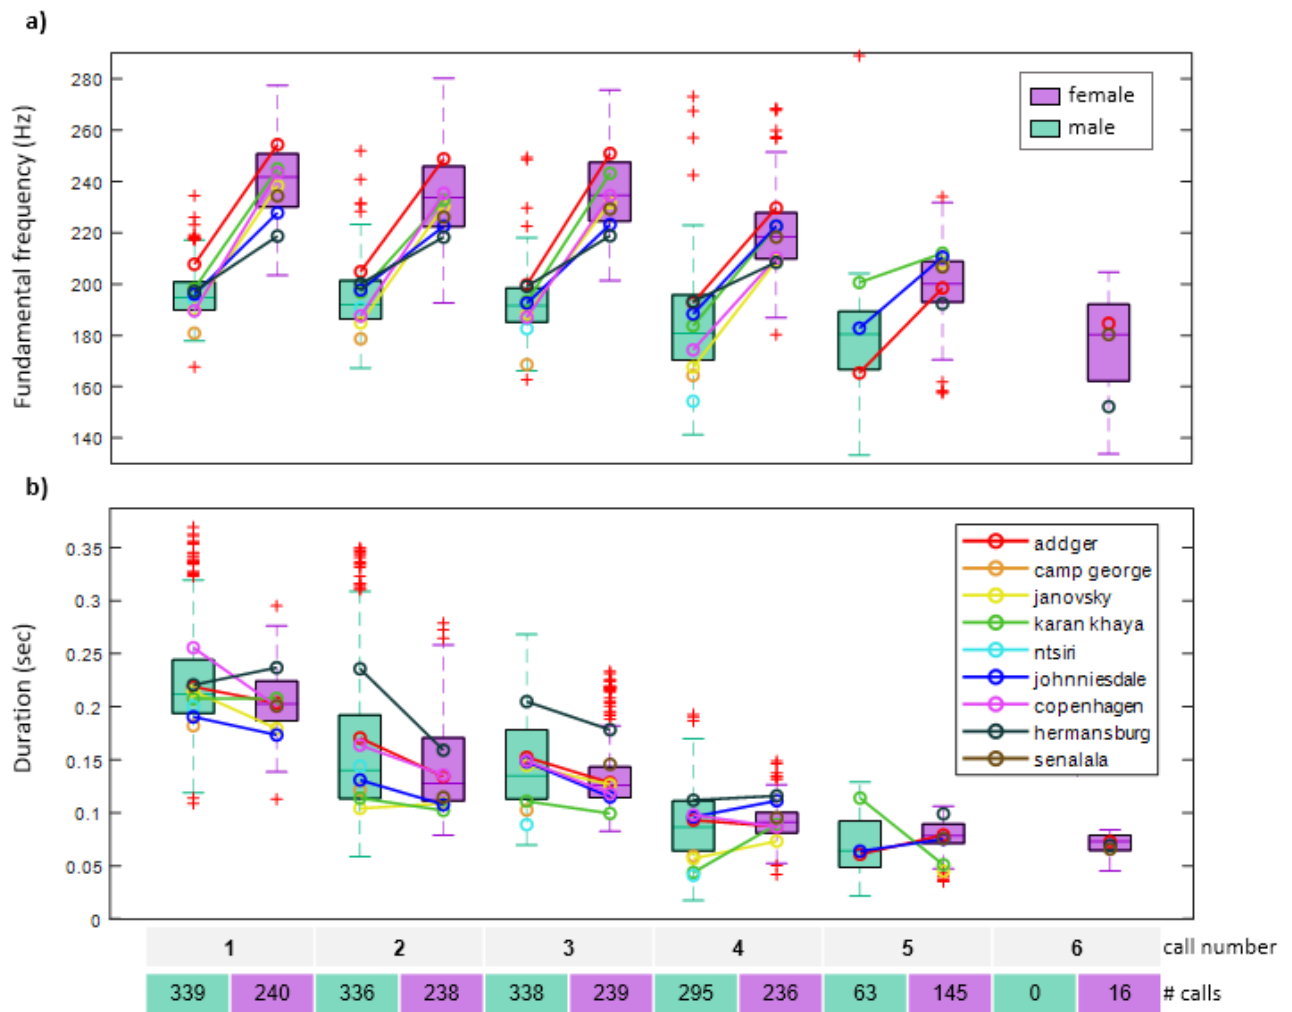 a)
Fundamental frequency (Hz)
280
260
240
220
200
180
160
140
female
male
b)
Duration (sec)
0.35
0.3
0.25
0.2
0.15
0.1
0.05
0
addger
camp george
janovsky
karan khaya
ntsiri
johnniesdale
copenhagen
hermansburg
senalala
1 2 3 4 5 6 call number
339 240 336 238 338 239 295 236 63 145 0 16 # calls